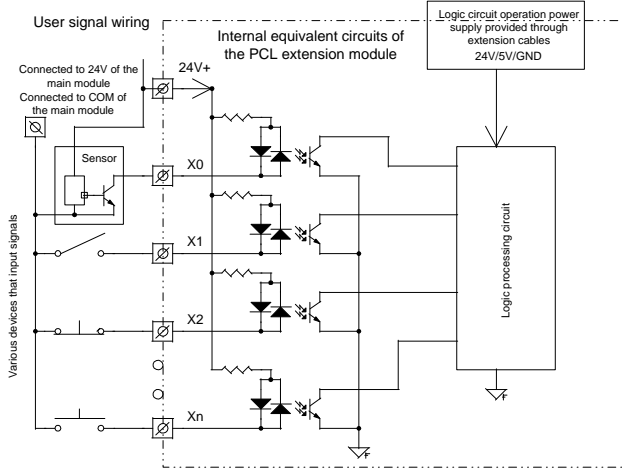 User signal wiring
Internal equivalent circuits of
the PCL extension module
Logic circuit operation power
supply provided through
extension cables
24V/5V/GND
Connected to 24V of the
main module
Connected to COM of
the main module
24V+
Sensor
X0
X1
X2
Xn
Various devices that input signals
Logic processing circuit
F
F